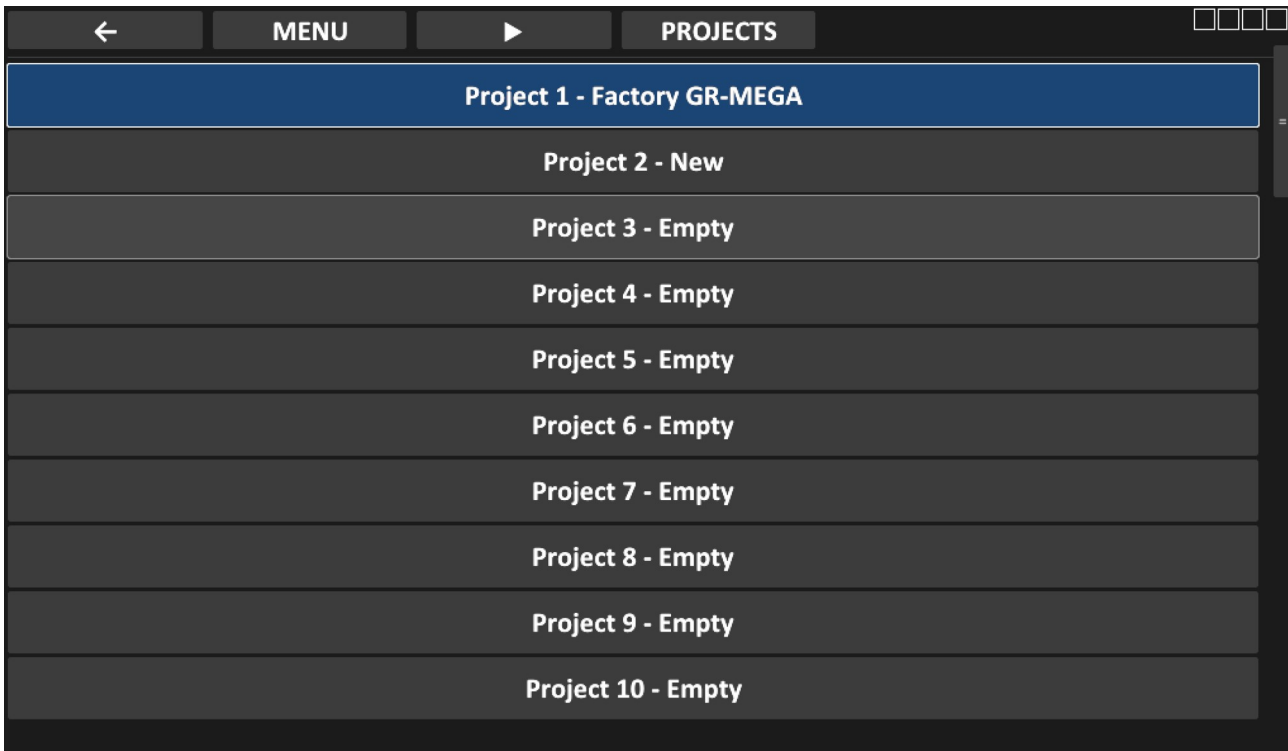 MENU PROJECTS
Project 1 - Factory GR-MEGA
Project 2 - New
Project 3 - Empty
Project 4 - Empty
Project 5 - Empty
Project 6 - Empty
Project 7 - Empty
Project 8 - Empty
Project 9 - Empty
Project 10 - Empty